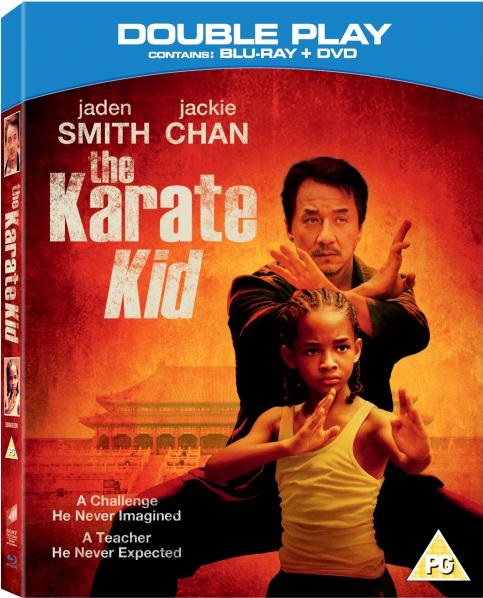 DOUBLE PLAY
CONTAINS: BLU-RAY + DVD
jaden jackie
SMITH CHAN
the
Karate
Kid
A Challenge
He Never Imagined
A Teacher
He Never Expected
PG
the Karate Kid
PG